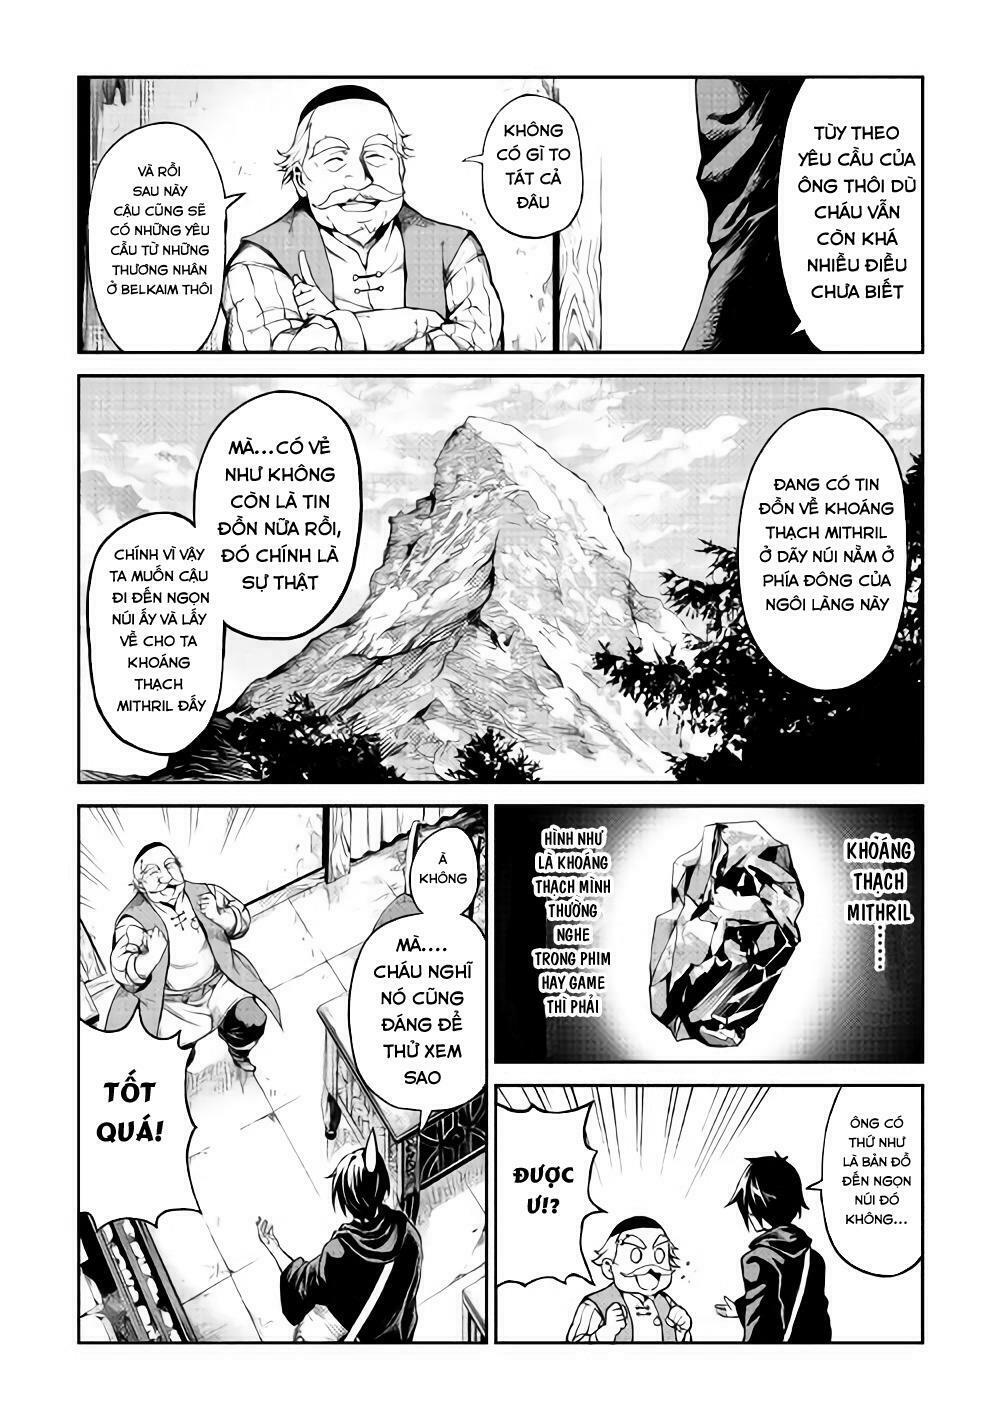 TÙY THEO
YÊU CẦU CỦA
ÔNG THÔI DÙ
CHÁU VẪN
CÒN KHÁ
NHIỀU ĐIỀU
CHƯA BIẾT
KHÔNG
CÓ GÌ TO
TÁT CẢ
ĐÂU
VÀ RỒI
SAU NÀY
CẬU CŨNG SẼ
CÓ NHỮNG YÊU
CẦU TỪ NHỮNG
THƯƠNG NHÂN
Ở BELKAIM THÔI
ĐANG CÓ TIN
ĐỒN VỀ KHOÁNG
THẠCH MITHRIL
Ở DÃY NÚI NẰM Ở
PHÍA ĐÔNG CỦA
NGÔI LÀNG NÀY
MÀ...CÓ VẺ
NHƯ KHÔNG
CÒN LÀ TIN
ĐỒN NỮA RỒI,
ĐÓ CHÍNH LÀ
SỰ THẬT
CHÍNH VÌ VẬY
TA MUỐN CẬU
ĐI ĐẾN NGỌN
NÚI ẤY VÀ LẤY
VỀ CHO TA
KHOÁNG
THẠCH
MITHRIL ĐẤY
KHOÁNG
THẠCH
MITHRIL
......
HÌNH NHƯ
LÀ KHOÁNG
THẠCH MÌNH
THƯỜNG
NGHE
TRONG PHIM
HAY GAME
THÌ PHẢI
ÔNG CÓ
THỨ NHƯ
LÀ BẢN ĐỒ
ĐẾN NGỌN
NÚI ĐÓ
KHÔNG...
ĐƯỢC
Ư!?
À
KHÔNG
MÀ....
CHÁU NGHĨ
NÓ CŨNG
ĐÁNG ĐỂ
THỬ XEM
SAO
TỐT
QUÁ!